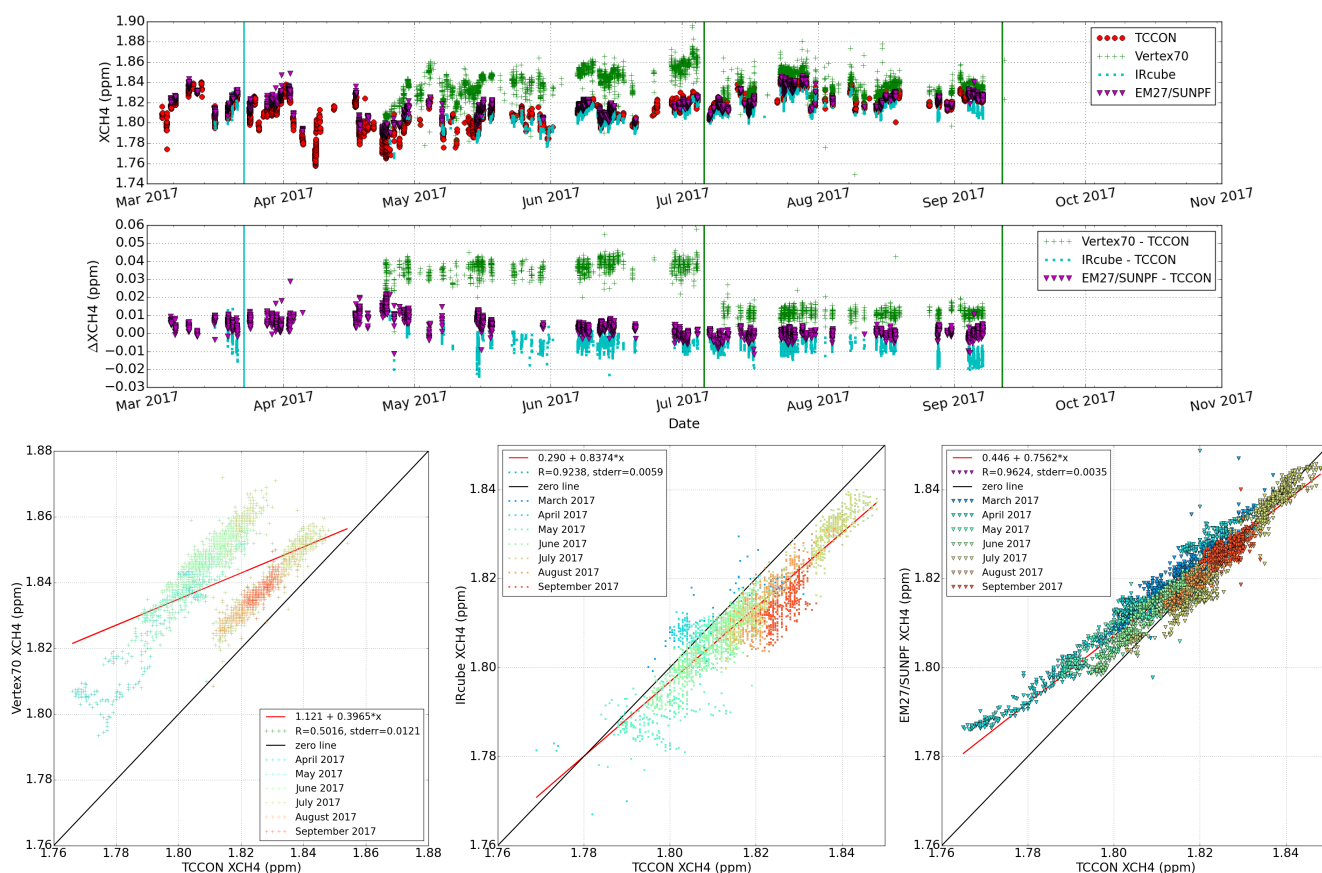 1.90
1.88
1.86
1.84
1.82
1.80
1.78
1.76
1.74
XCH4 (ppm)
TCCON
Vertex70
IRcube
EM27/SUNPF
Mar 2017 Apr 2017 May 2017 Jun 2017 Jul 2017 Aug 2017 Sep 2017 Oct 2017 Nov 2017
0.06
0.05
0.04
0.03
0.02
0.01
0.00
−0.01
−0.02
−0.03
ΔXCH4 (ppm)
Vertex70 - TCCON
IRcube - TCCON
EM27/SUNPF - TCCON
Mar 2017 Apr 2017 May 2017 Jun 2017 Jul 2017 Aug 2017 Sep 2017 Oct 2017 Nov 2017
Date
1.88
1.86
1.84
1.82
1.80
1.78
1.76
Vertex70 XCH4 (ppm)
1.121 + 0.3965*x
R=0.5016, stderr=0.0121
zero line
April 2017
May 2017
June 2017
July 2017
August 2017
September 2017
1.76 1.78 1.80 1.82 1.84 1.86 1.88
TCCON XCH4 (ppm)
1.84
1.82
1.80
1.78
1.76
IRcube XCH4 (ppm)
0.290 + 0.8374*x
R=0.9238, stderr=0.0059
zero line
March 2017
April 2017
May 2017
June 2017
July 2017
August 2017
September 2017
1.76 1.78 1.80 1.82 1.84
TCCON XCH4 (ppm)
1.84
1.82
1.80
1.78
1.76
EM27/SUNPF XCH4 (ppm)
0.446 + 0.7562*x
R=0.9624, stderr=0.0035
zero line
March 2017
April 2017
May 2017
June 2017
July 2017
August 2017
September 2017
1.76 1.78 1.80 1.82 1.84
TCCON XCH4 (ppm)